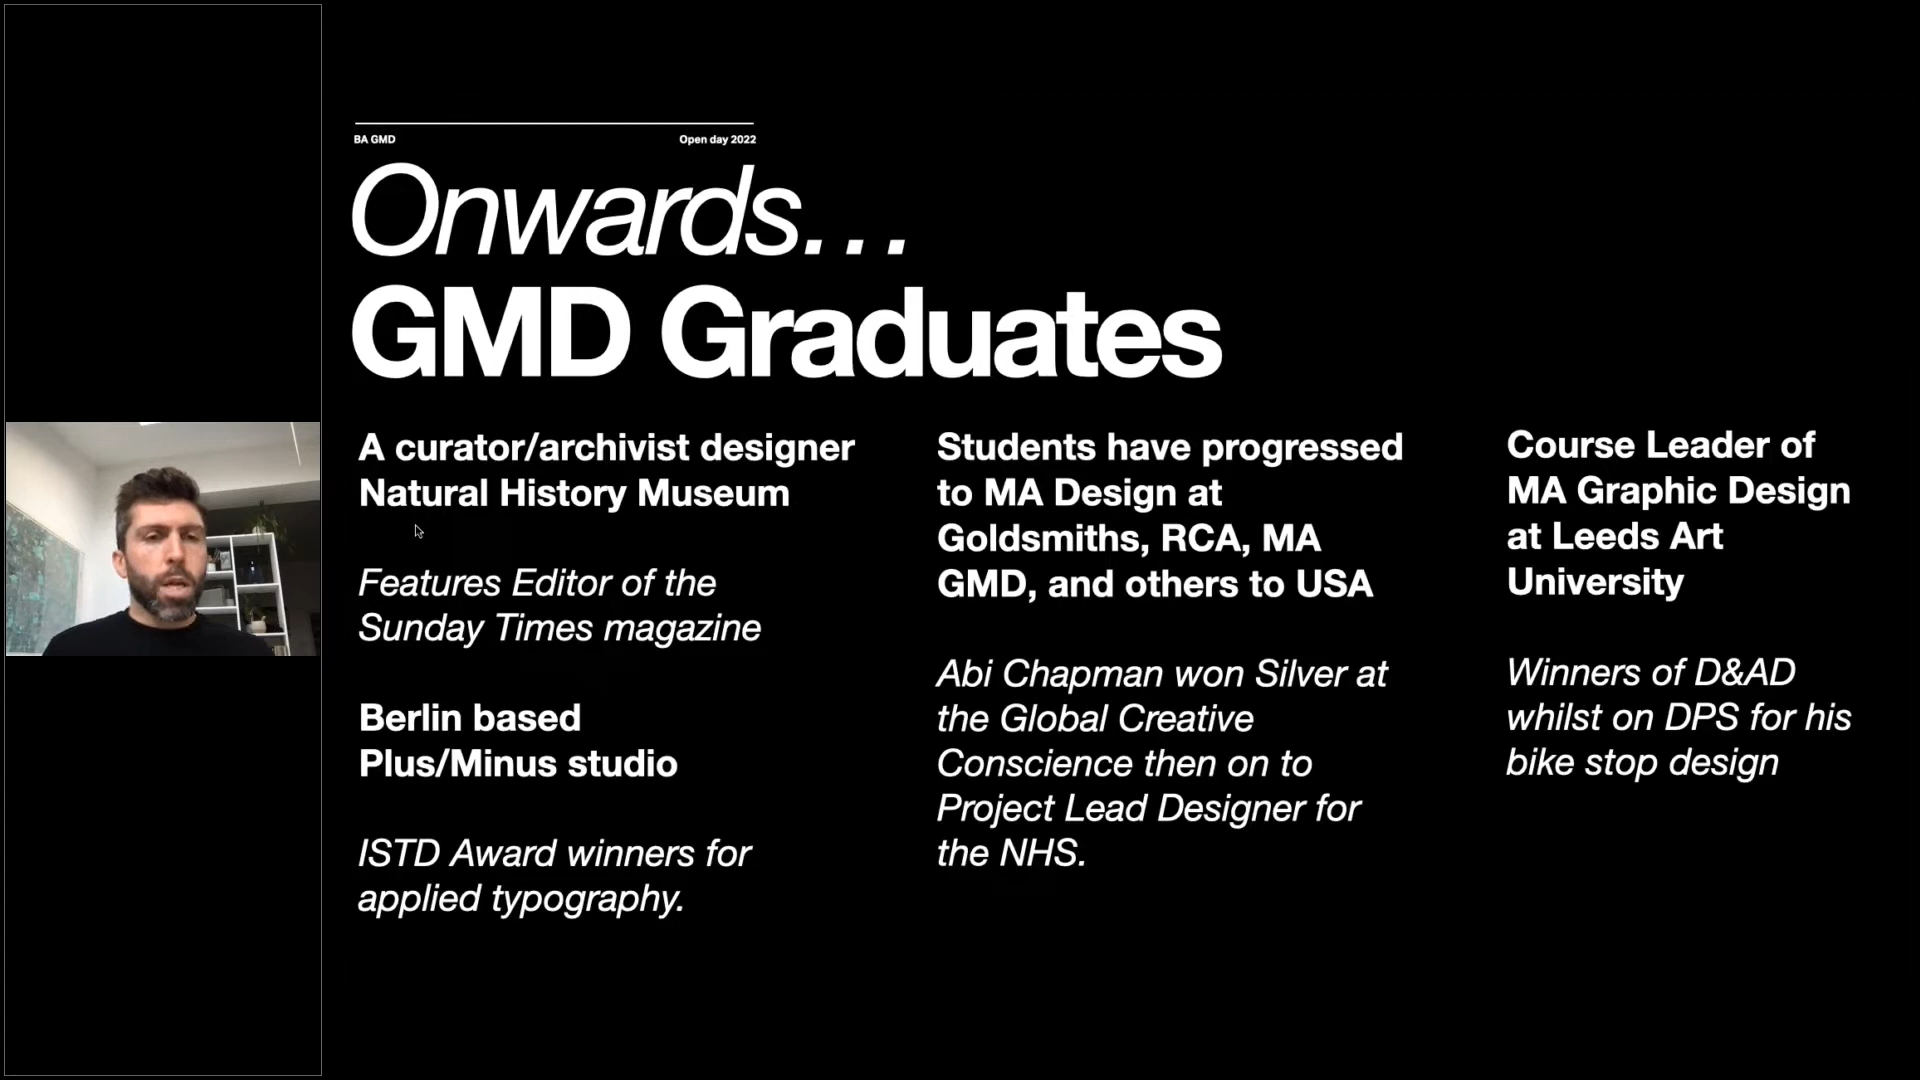 BA GMD
Open day 2022
Onwards...
GMD Graduates
A curator/archivist designer
Natural History Museum
Features Editor of the
Sunday Times magazine
Berlin based
Plus/Minus studio
ISTD Award winners for
applied typography.
Students have progressed
to MA Design at
Goldsmiths, RCA, MA
GMD, and others to USA
Abi Chapman won Silver at
the Global Creative
Conscience then on to
Project Lead Designer for
the NHS.
Course Leader of
MA Graphic Design
at Leeds Art
University
Winners of D&AD
whilst on DPS for his
bike stop design